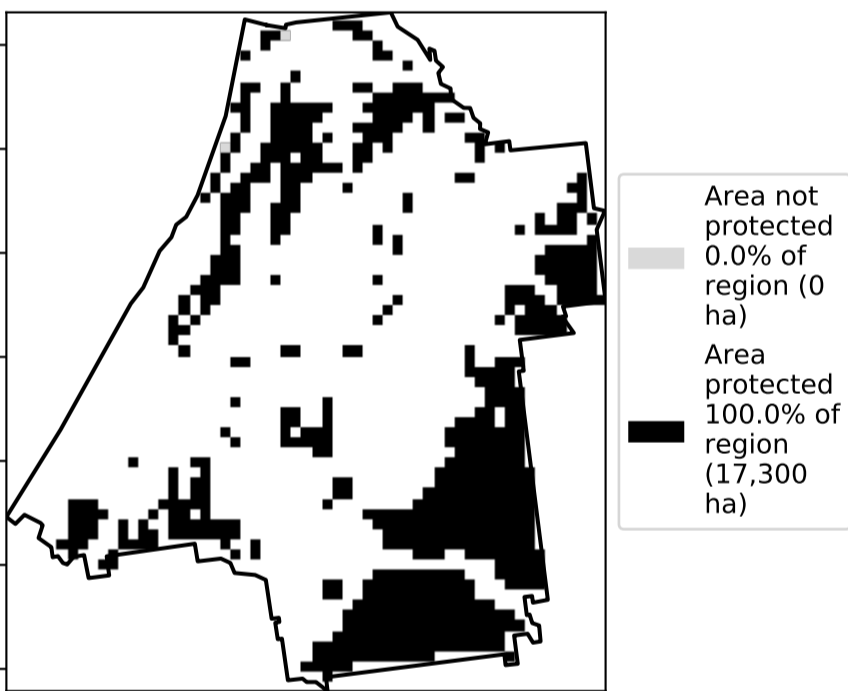 Area not
protected
0.0% of
region (0
ha)
Area
protected
100.0% of
region
(17,300
ha)